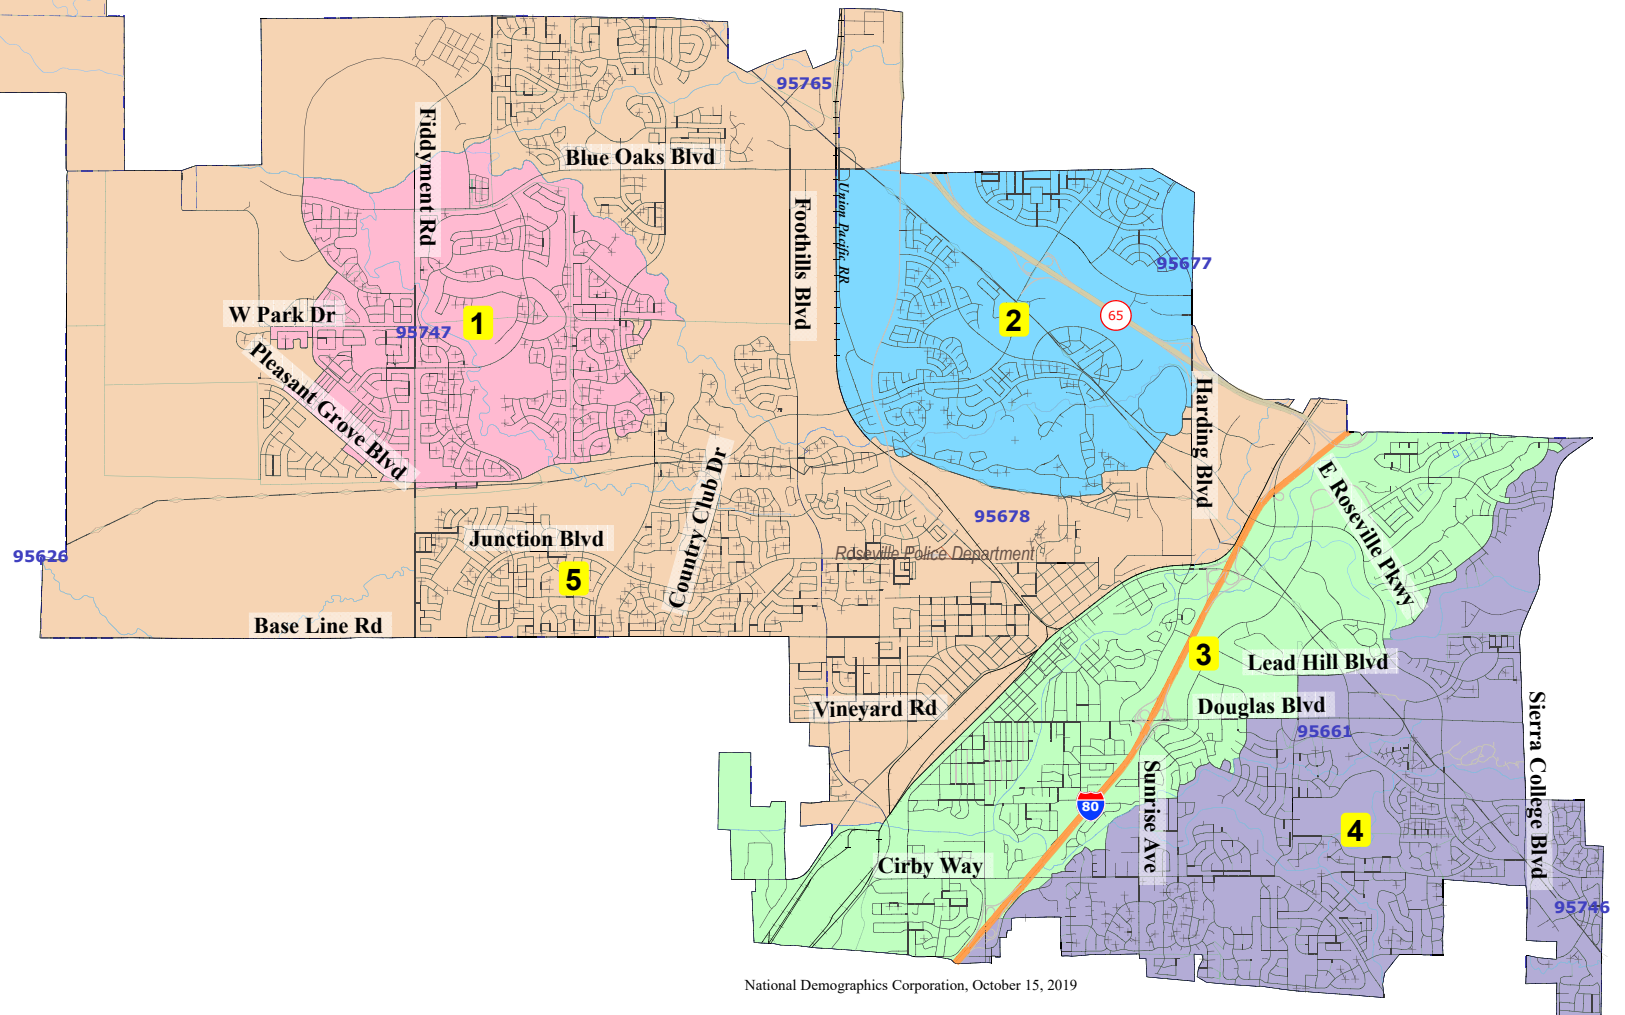 95765
Fiddyment Rd
Blue Oaks Blvd
Foothills Blvd
Union Pacific RR
95677
W Park Dr
95747
1
2
65
Pleasant Grove Blvd
Harding Blvd
Country Club Dr
E Roseville Pkwy
95678
Junction Blvd
Roseville Police Department
95626
5
Base Line Rd
3
Lead Hill Blvd
Vineyard Rd
Douglas Blvd
95661
Sierra College Blvd
Sunrise Ave
80
4
Cirby Way
95746
National Demographics Corporation, October 15, 2019